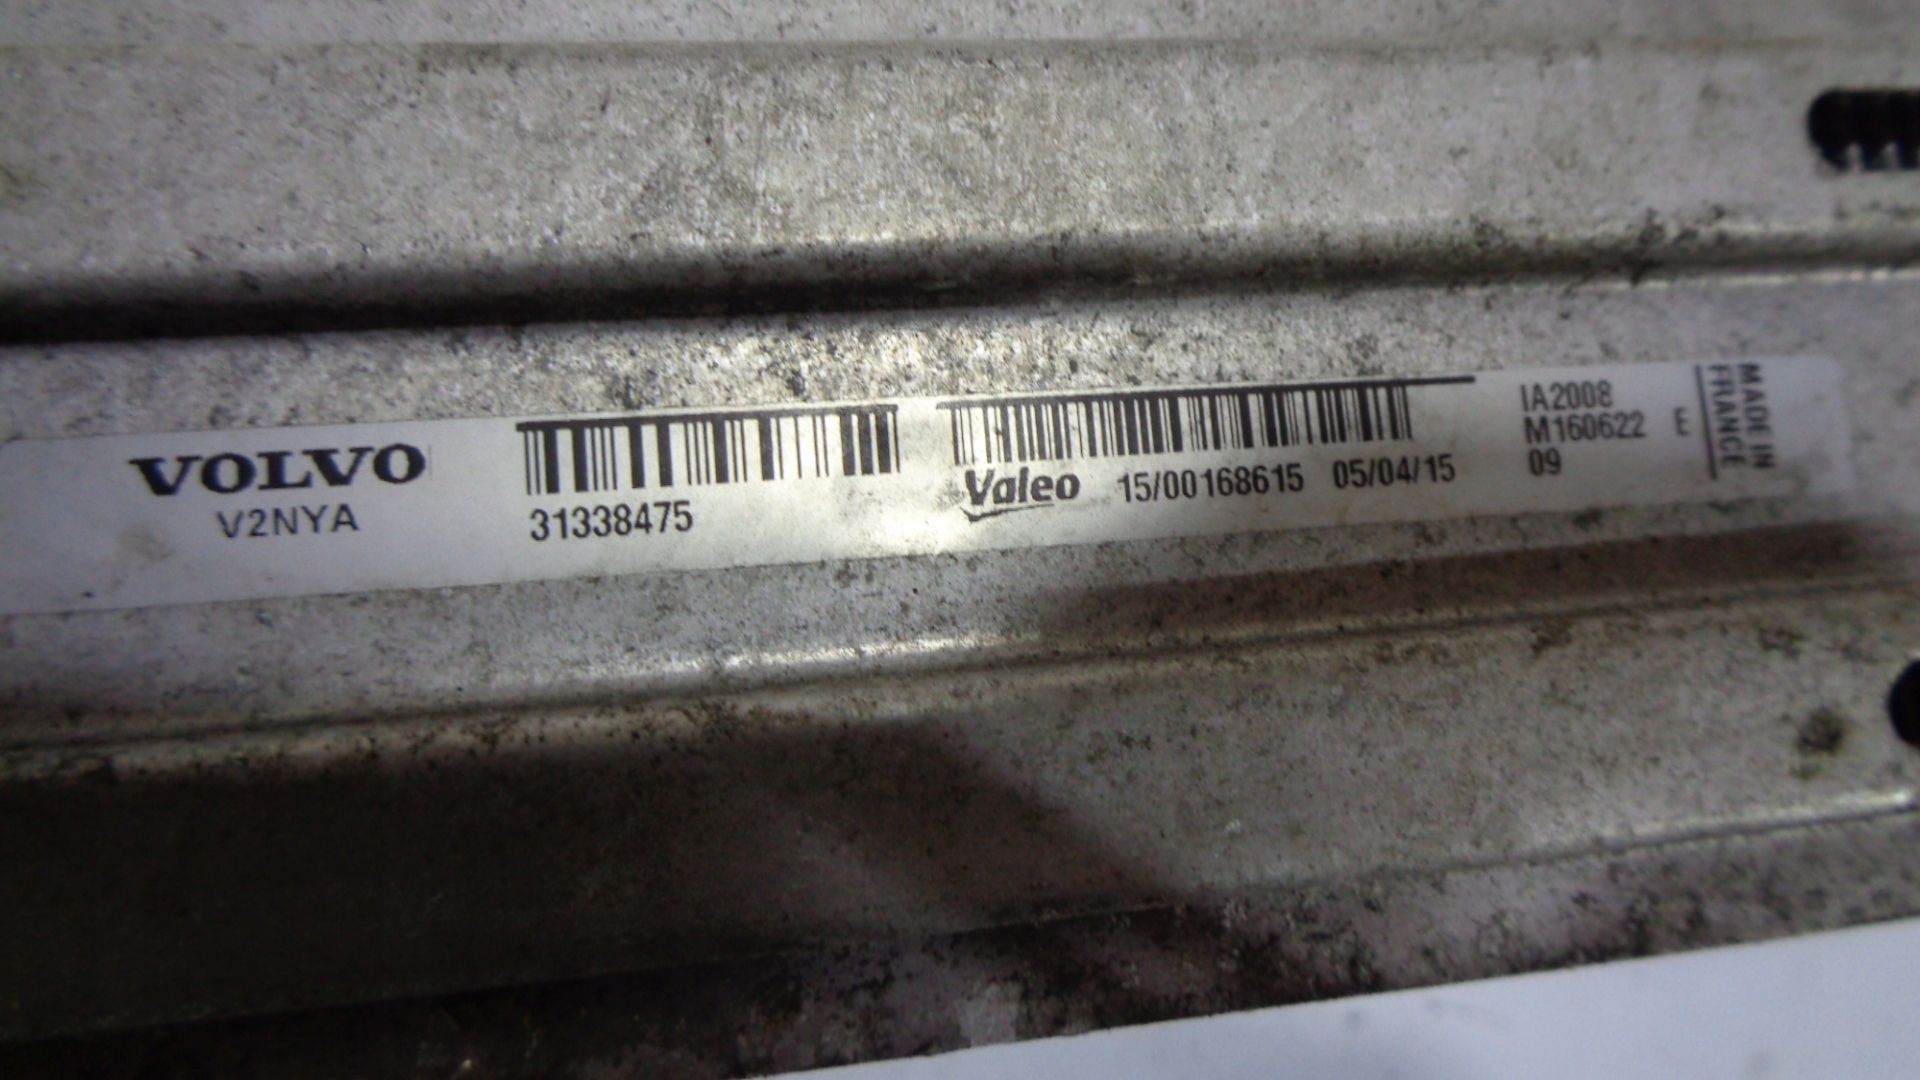 VOLVO
V2NYA
31338475
Valeo 15/00168615 05/04/15
IA2008
M160622 E
09
MADE IN
FRANCE